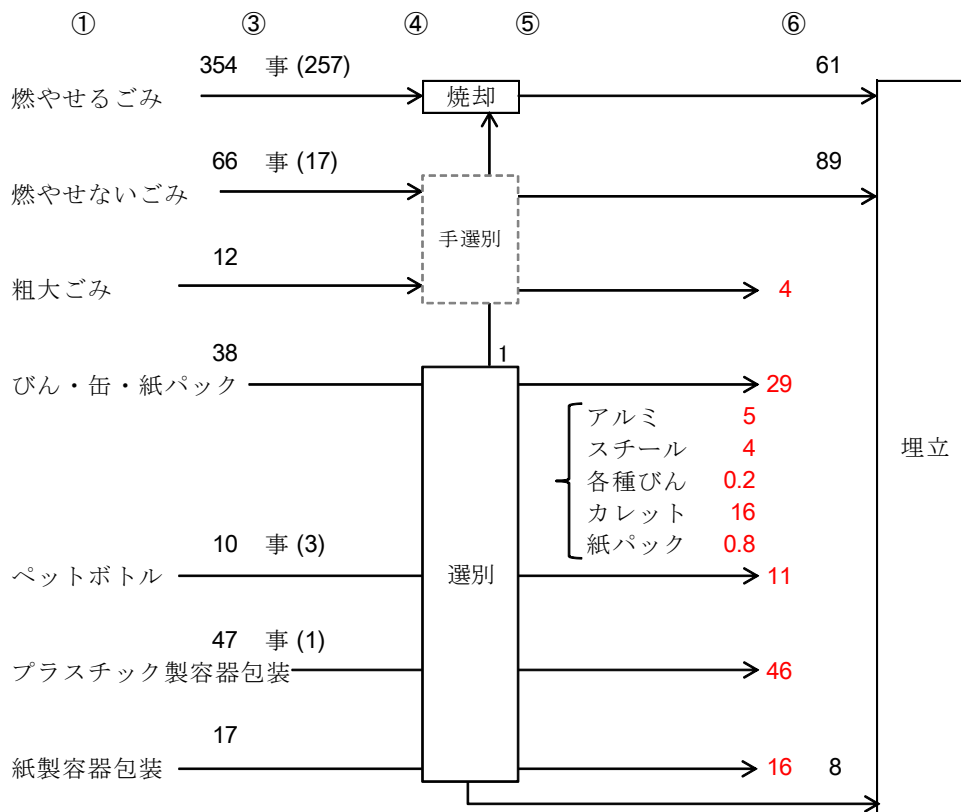 ① ③ ④ ⑤ ⑥
354 事 (257) 61
燃やせるごみ 焼却
66 事 (17) 89
燃やせないごみ
手選別
12
粗大ごみ 4
38 1
びん・缶・紙パック 29
アルミ 5
スチール 4
埋立
各種びん 0.2
カレット 16
10 事 (3) 紙パック 0.8
ペットボトル 選別 11
47 事 (1)
プラスチック製容器包装 46
17
紙製容器包装 16 8